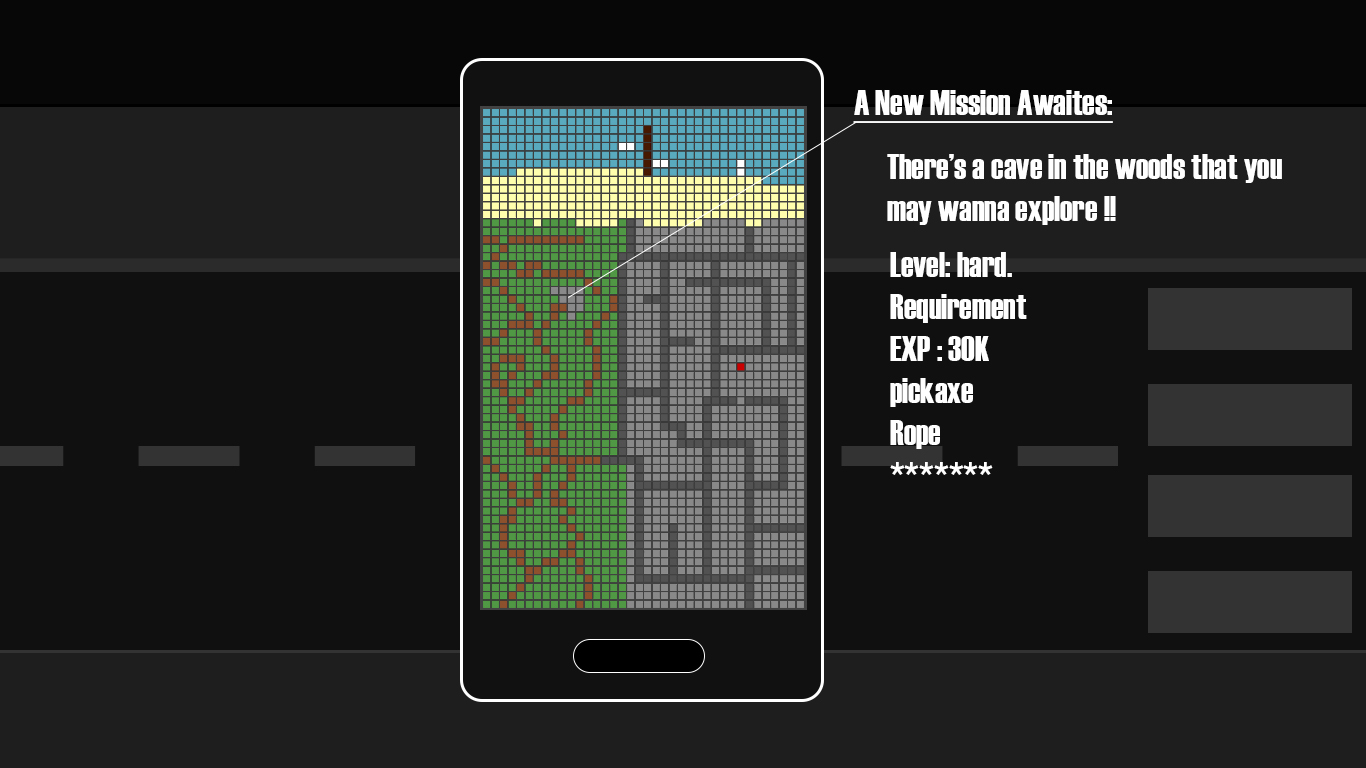 A New Mission Awaites:
There's a cave in the woods that you
may wanna explore !!
Level: hard.
Requirement
EXP : 30K
pickaxe
Rope
*******